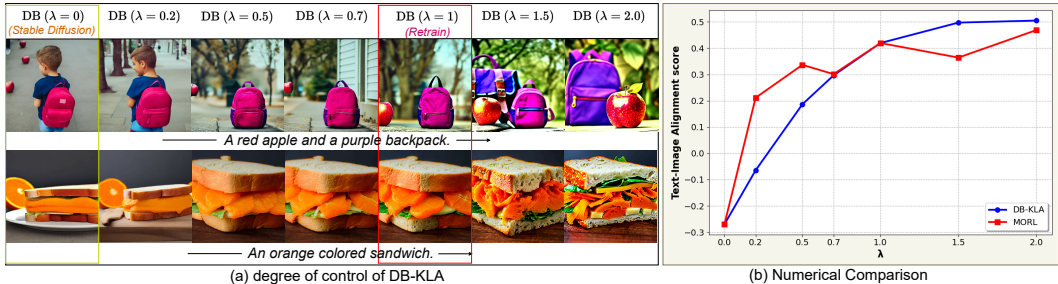 DB (λ = 0) DB (λ = 0.2) DB (λ = 0.5) DB (λ = 0.7) DB (λ = 1) DB (λ = 1.5) DB (λ = 2.0)
(Stable Diffusion) (Retrain)
A red apple and a purple backpack.
An orange colored sandwich.
(a) degree of control of DB-KLA
Text-Image Alignment score
0.5
0.4
0.3
0.2
0.1
0.0
−0.1
−0.2
−0.3
DB-KLA
MORL
0.0 0.2 0.5 0.7 1.0 1.5 2.0
λ
(b) Numerical Comparison